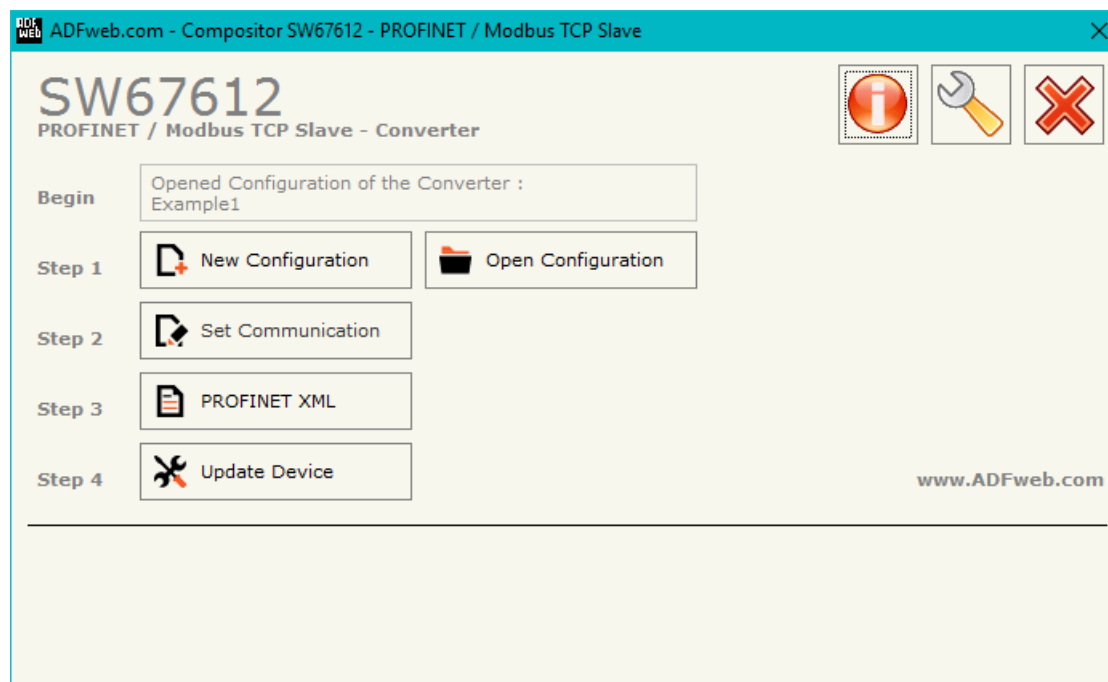 ADF
WEB
ADFweb.com - Compositor SW67612 - PROFINET / Modbus TCP Slave
SW67612
PROFINET / Modbus TCP Slave - Converter
Begin
Opened Configuration of the Converter :
Example1
Step 1
New Configuration
Open Configuration
Step 2
Set Communication
Step 3
PROFINET XML
Step 4
Update Device
www.ADFweb.com